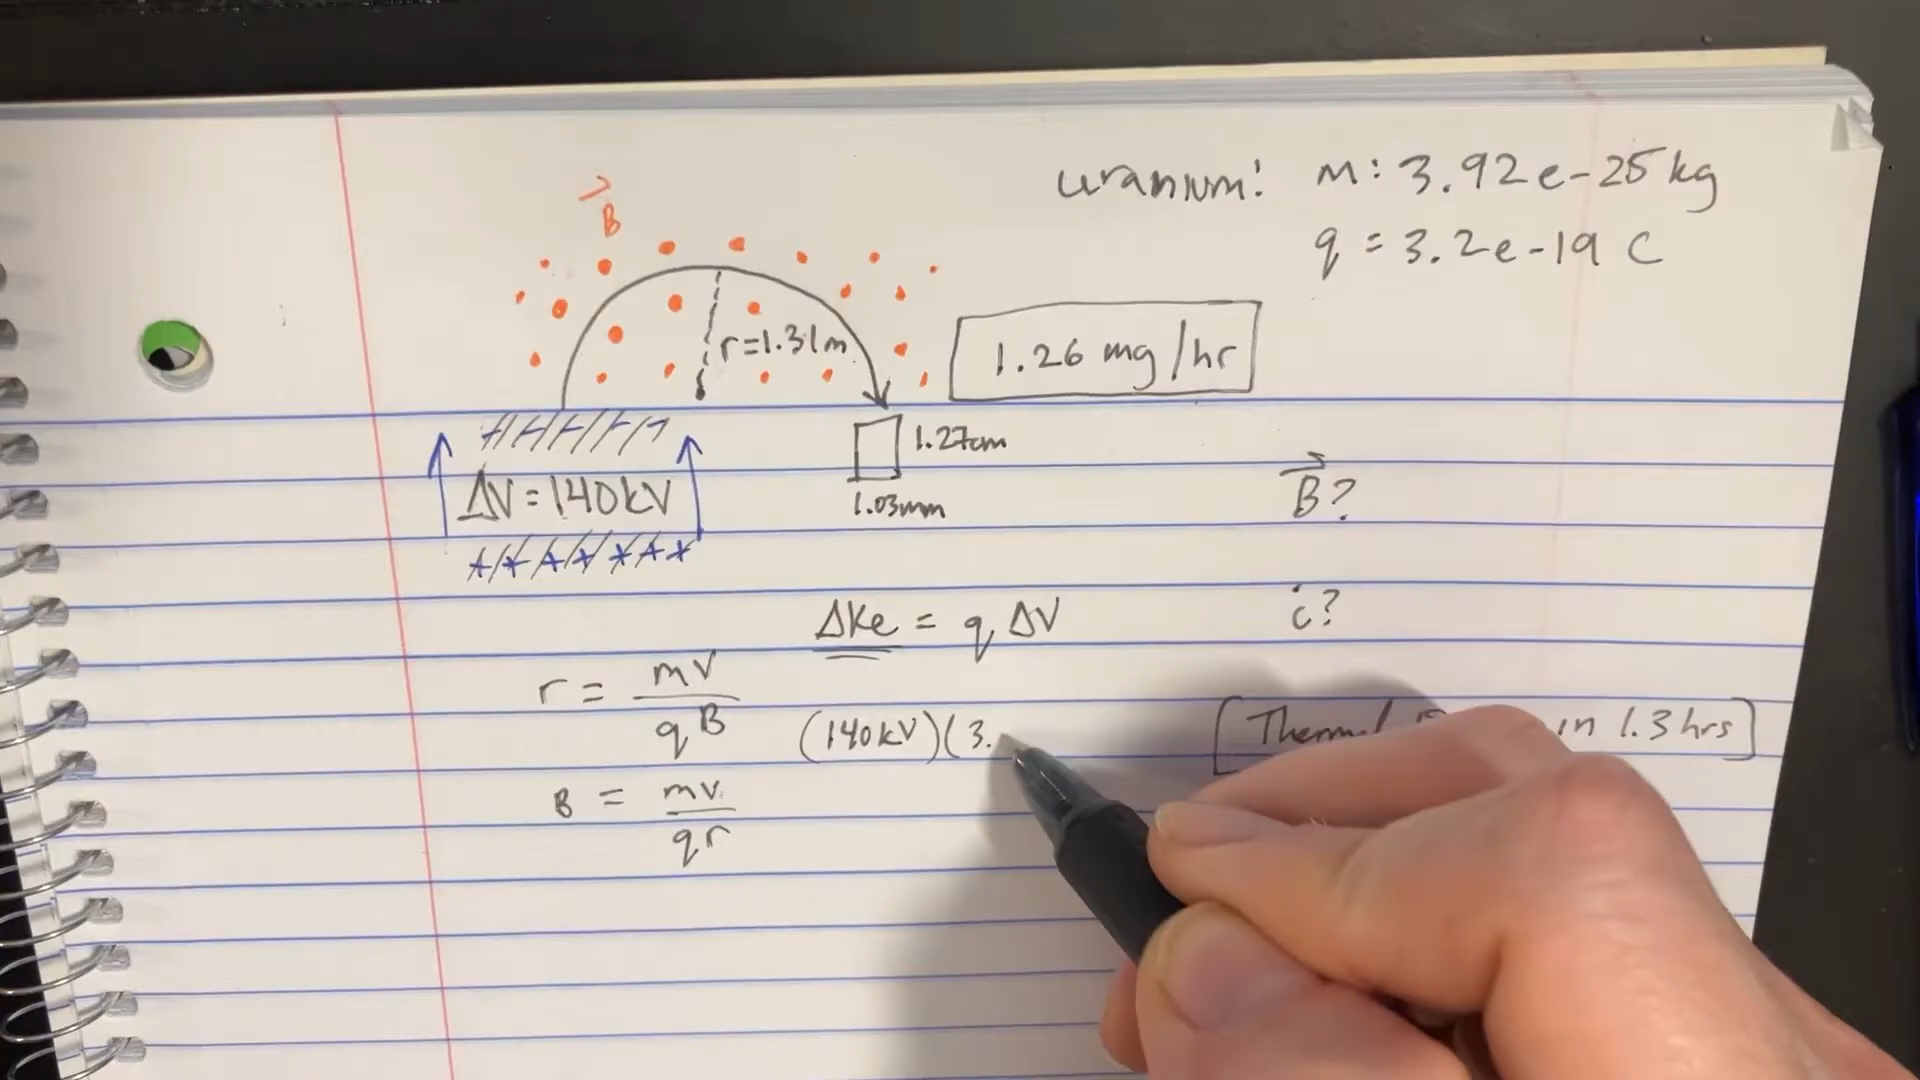 uranium: m: 3.92e-25 kg
q = 3.2e-19 C
B
r=1.31m
1.26 mg/hr
1.27cm
ΔV=140kV
1.03mm
B?
ΔKe = q ΔV
i?
r = mv / qB
(140kV)(3.
in 1.3 hrs]
B = mv / qr